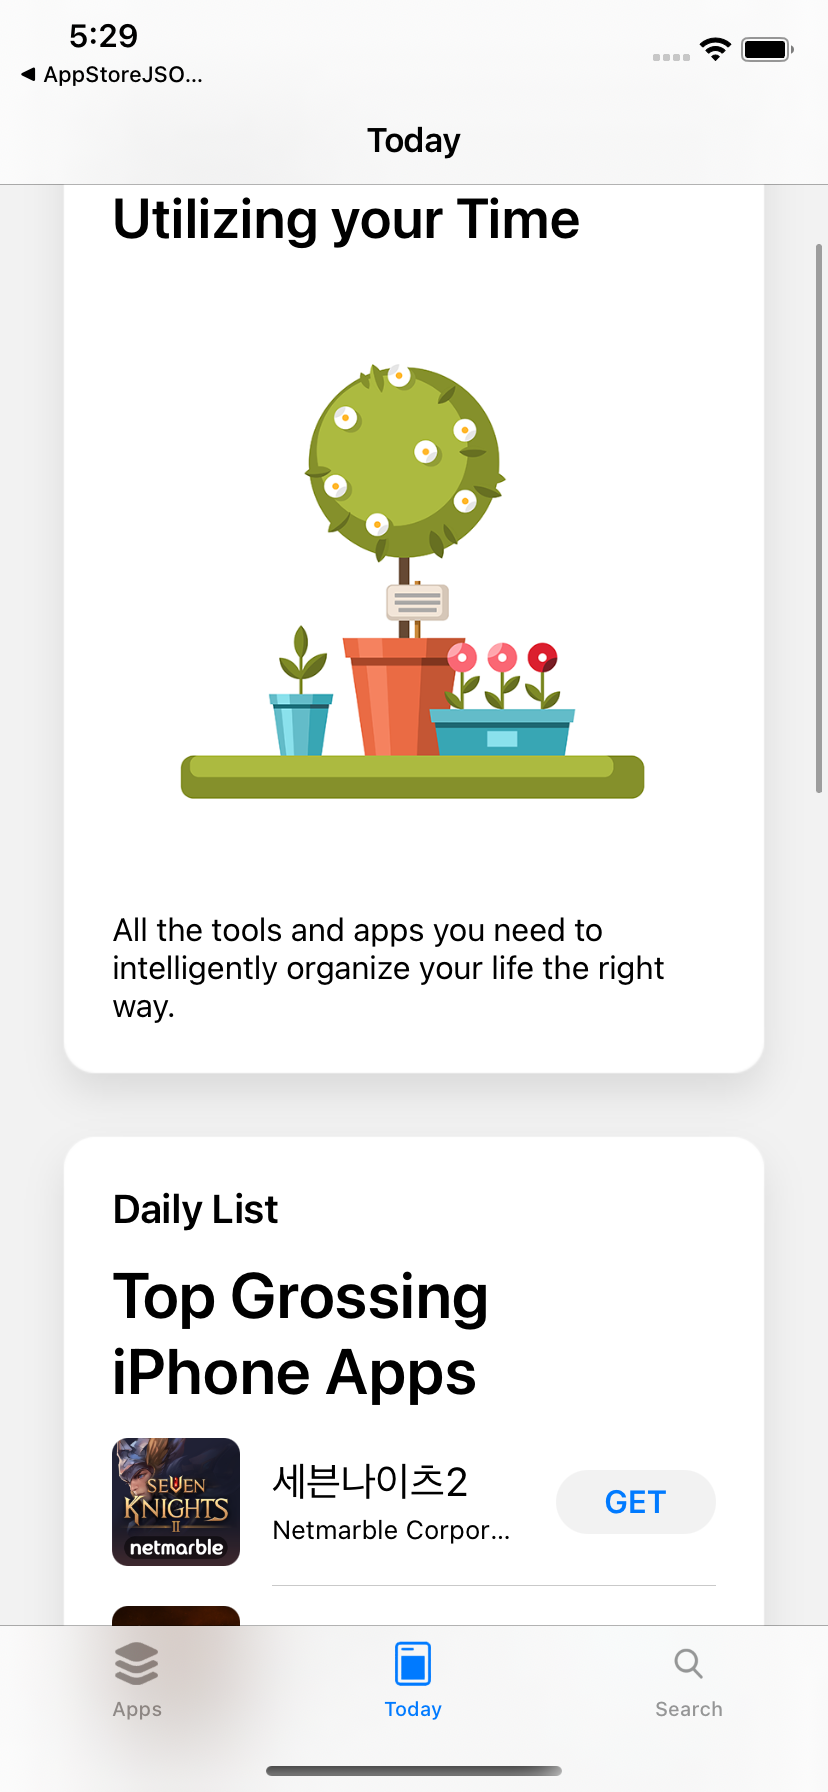 5:29
◀ AppStoreJSO...
Today
Utilizing your Time
All the tools and apps you need to
intelligently organize your life the right
way.
Daily List
Top Grossing
iPhone Apps
SEVEN
KNIGHTS
II
netmarble
세븐나이츠2
Netmarble Corpor...
GET
Apps
Today
Search